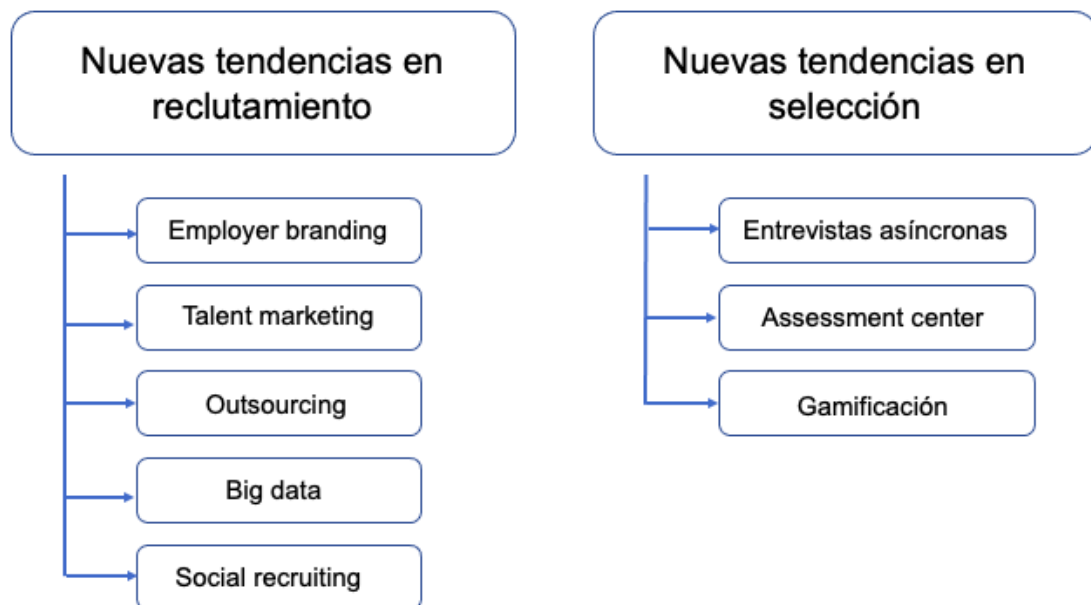 Nuevas tendencias en
reclutamiento
Employer branding
Talent marketing
Outsourcing
Big data
Social recruiting
Nuevas tendencias en
selección
Entrevistas asíncronas
Assessment center
Gamificación